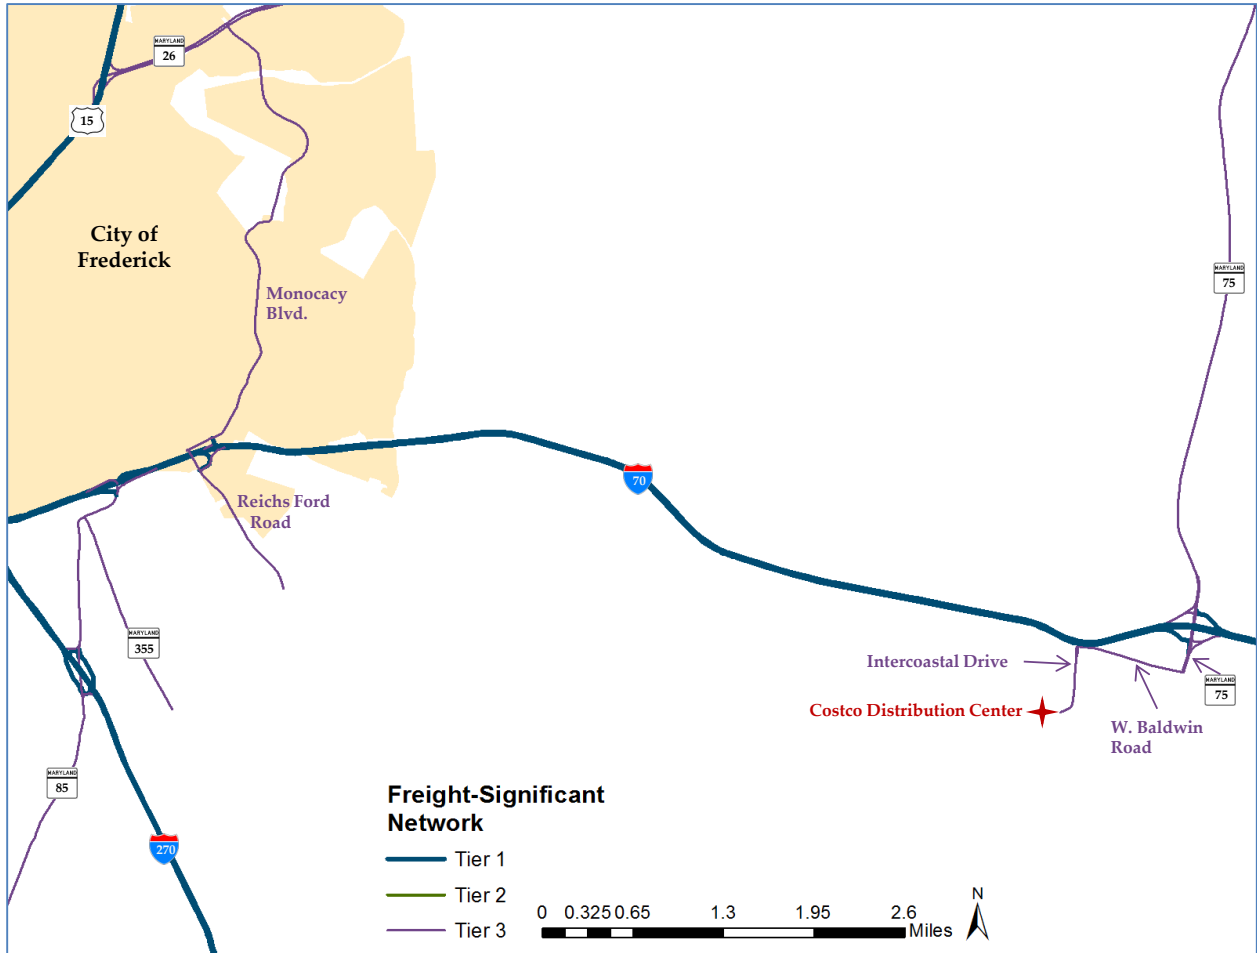 MARYLAND
26
15
City of
Frederick
MARYLAND
75
Monocacy
Blvd.
70
Reichs Ford
Road
MARYLAND
355
Intercoastal Drive
MARYLAND
75
Costco Distribution Center
W. Baldwin
Road
MARYLAND
85
270
Freight-Significant
Network
Tier 1
Tier 2
Tier 3
0 0.325 0.65 1.3 1.95 2.6
Miles
N